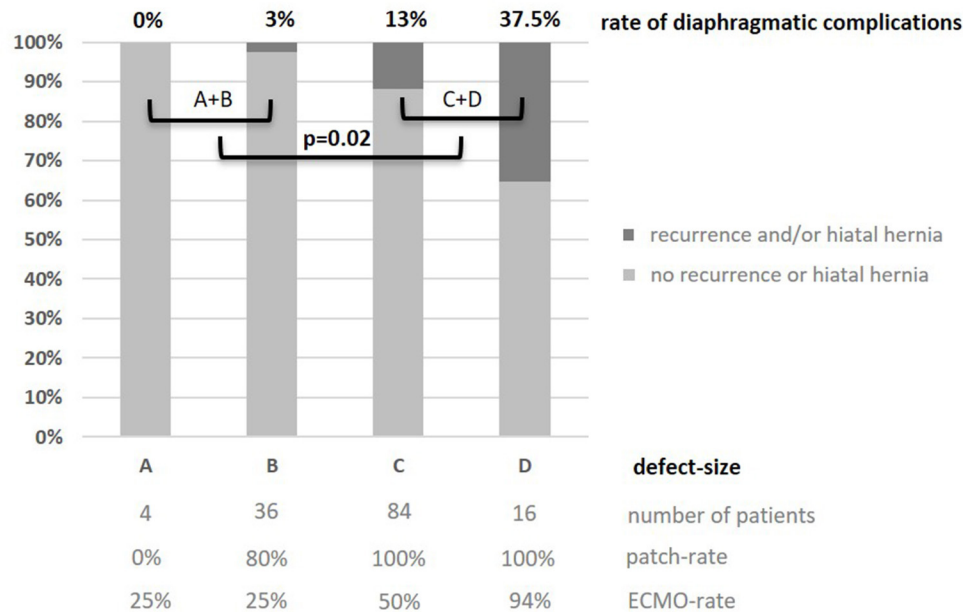 0% 3% 13% 37.5% rate of diaphragmatic complications
100%
90%
A+B C+D
80%
p=0.02
70%
60%
50%
recurrence and/or hiatal hernia
40%
no recurrence or hiatal hernia
30%
20%
10%
0%
A B C D defect-size
4 36 84 16 number of patients
0% 80% 100% 100% patch-rate
25% 25% 50% 94% ECMO-rate